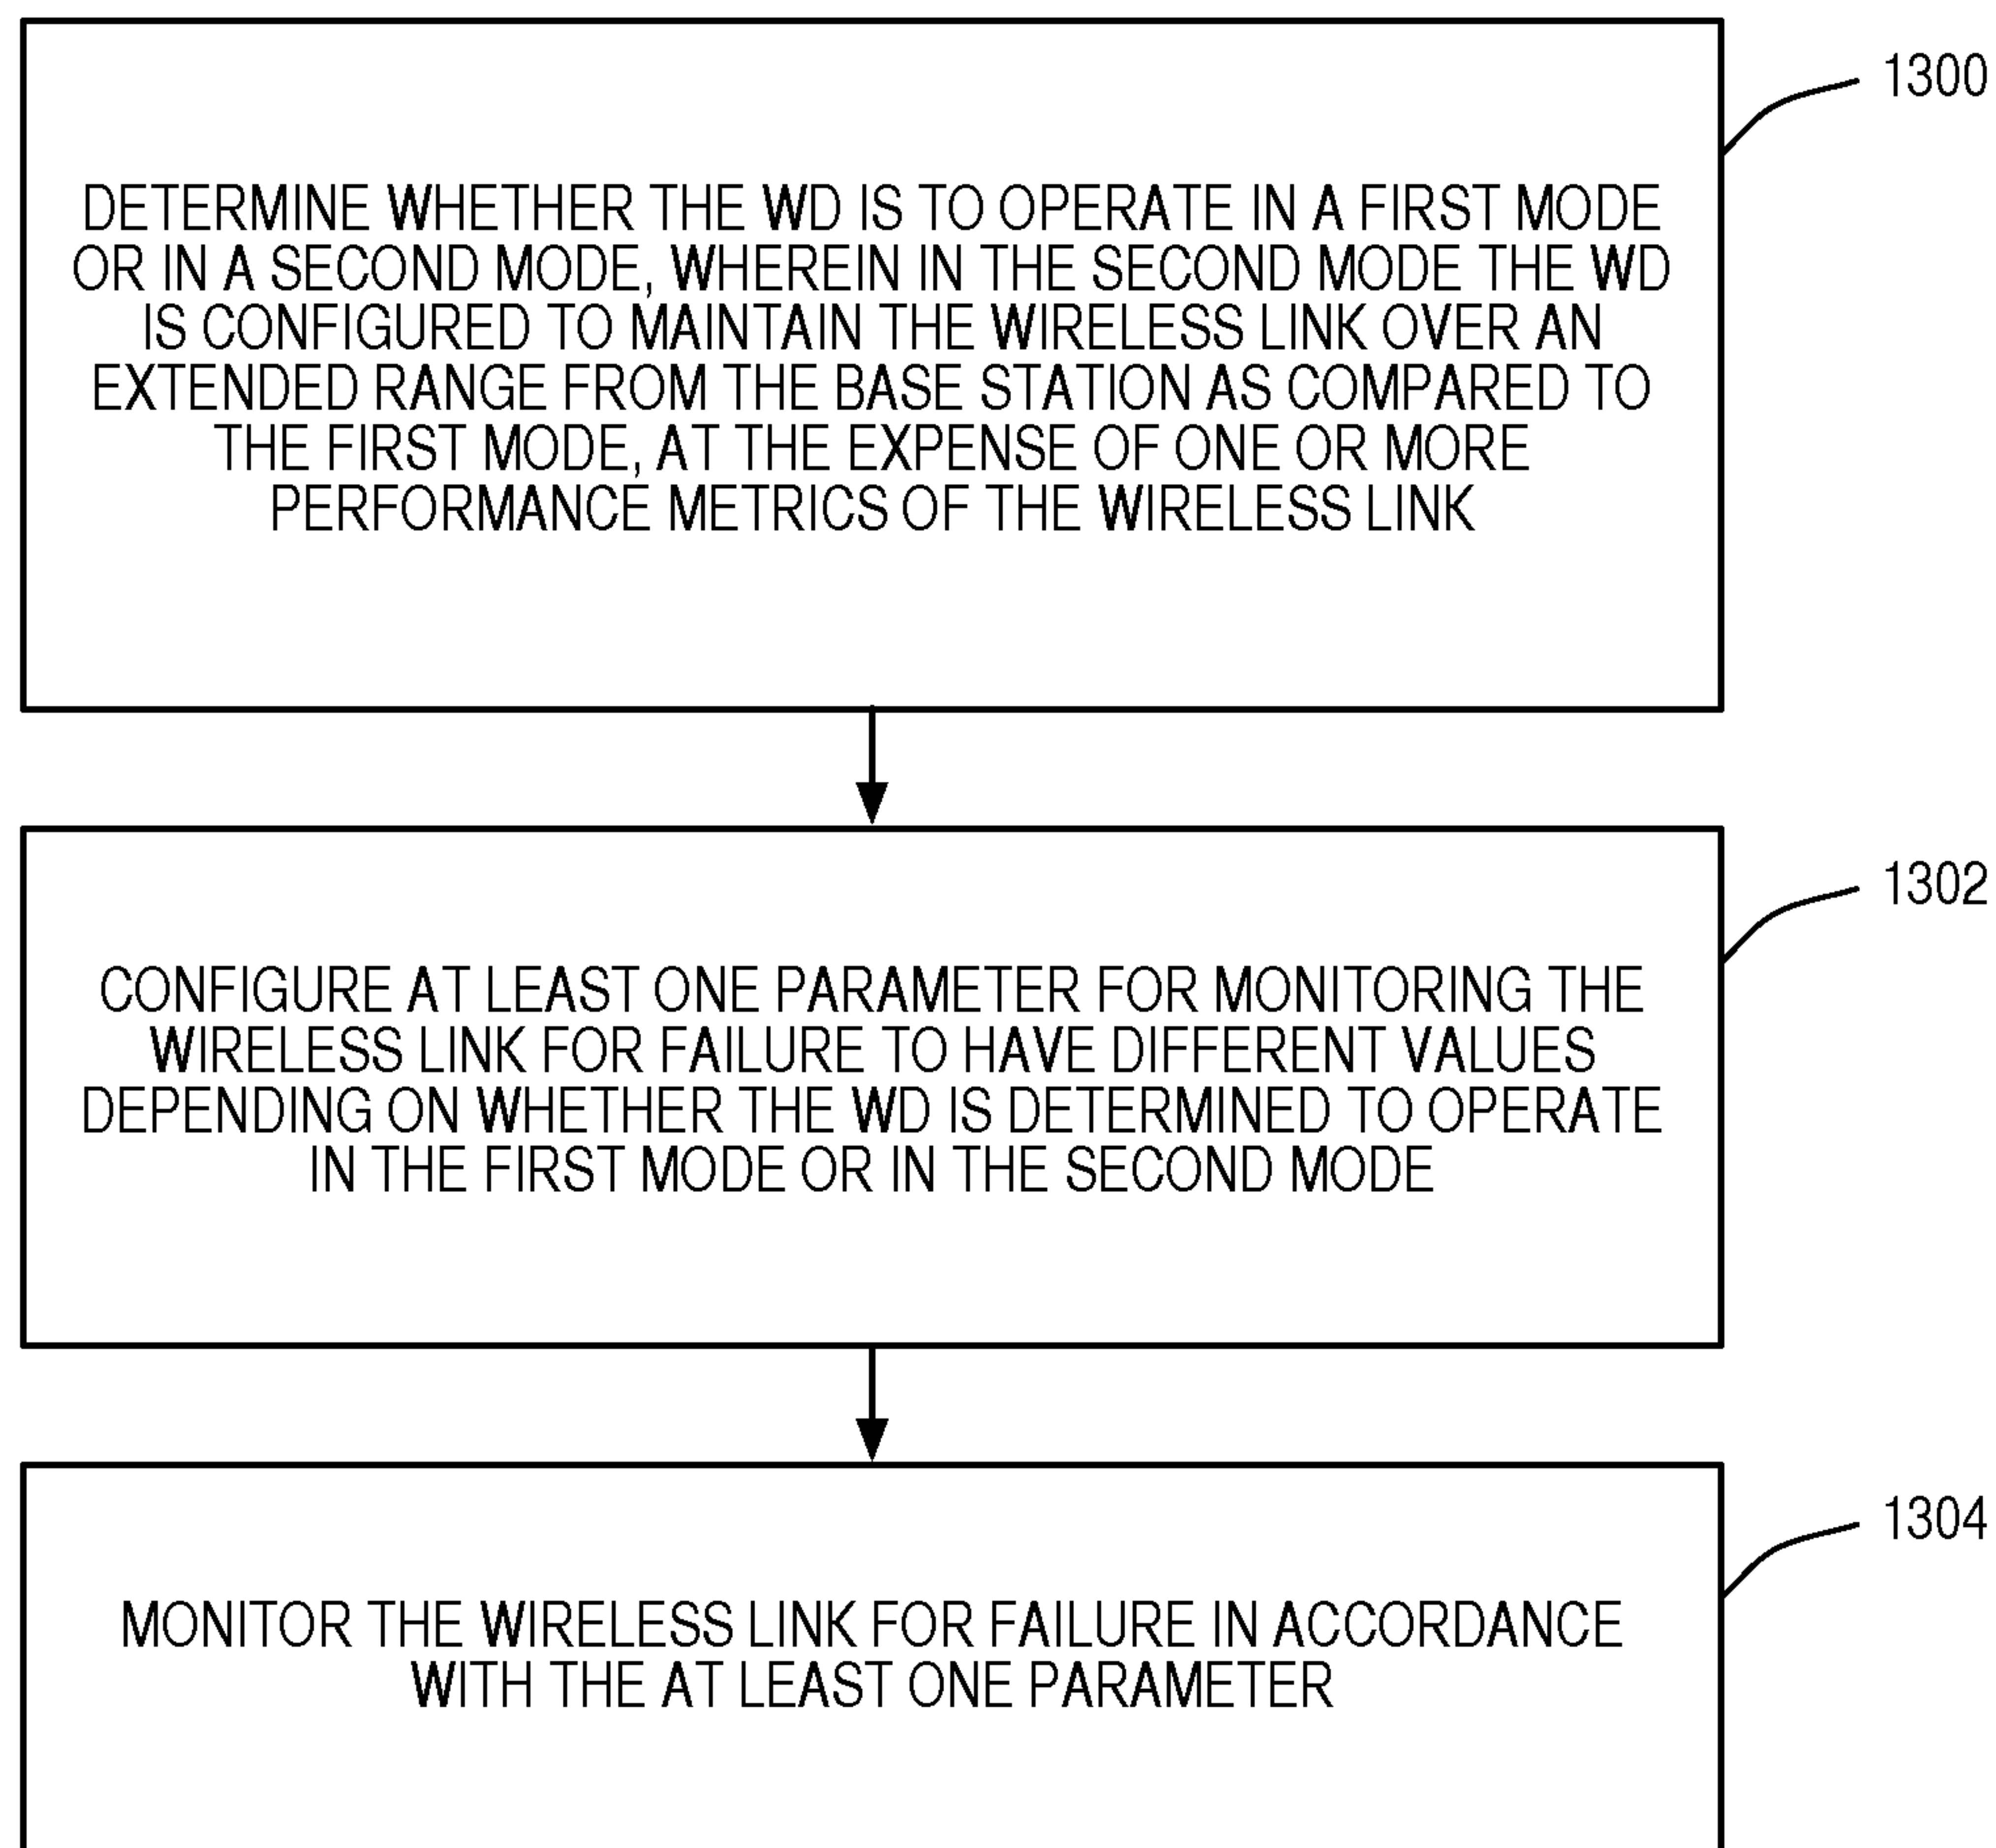 1300
DETERMINE WHETHER THE WD IS TO OPERATE IN A FIRST MODE
OR IN A SECOND MODE, WHEREIN IN THE SECOND MODE THE WD
IS CONFIGURED TO MAINTAIN THE WIRELESS LINK OVER AN
EXTENDED RANGE FROM THE BASE STATION AS COMPARED TO
THE FIRST MODE, AT THE EXPENSE OF ONE OR MORE
PERFORMANCE METRICS OF THE WIRELESS LINK
1302
CONFIGURE AT LEAST ONE PARAMETER FOR MONITORING THE
WIRELESS LINK FOR FAILURE TO HAVE DIFFERENT VALUES
DEPENDING ON WHETHER THE WD IS DETERMINED TO OPERATE
IN THE FIRST MODE OR IN THE SECOND MODE
1304
MONITOR THE WIRELESS LINK FOR FAILURE IN ACCORDANCE
WITH THE AT LEAST ONE PARAMETER